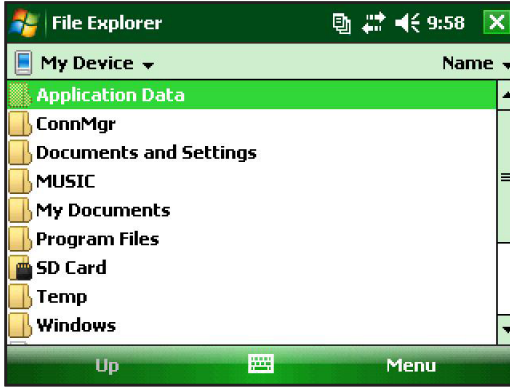 File Explorer 9:58
My Device Name
Application Data
ConnMgr
Documents and Settings
MUSIC
My Documents
Program Files
SD Card
Temp
Windows
Up Menu